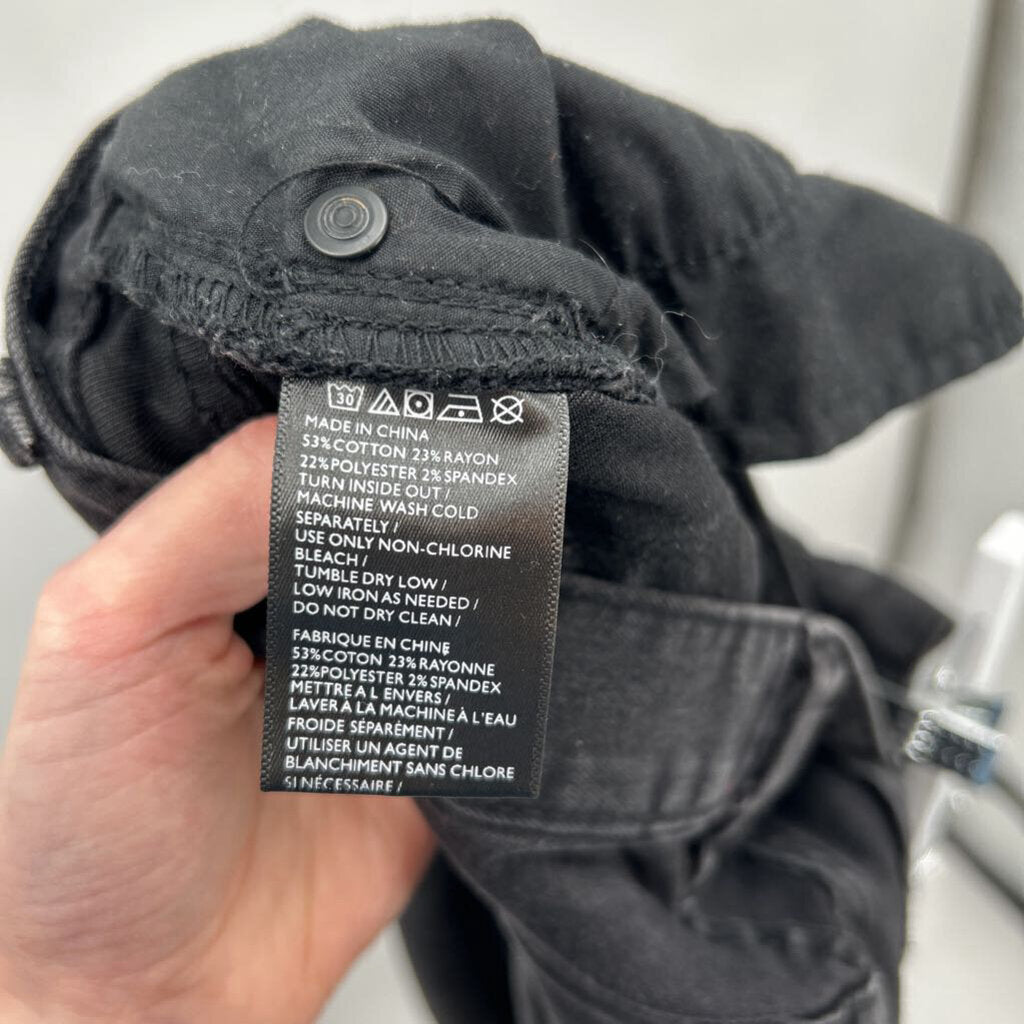 30
MADE IN CHINA
53% COTTON 23% RAYON
22% POLYESTER 2% SPANDEX
TURN INSIDE OUT /
MACHINE WASH COLD
SEPARATELY /
USE ONLY NON-CHLORINE
BLEACH /
TUMBLE DRY LOW /
LOW IRON AS NEEDED /
DO NOT DRY CLEAN /
FABRIQUE EN CHINE
53%COTON 23% RAYONNE
22%POLYESTER 2% SPANDEX
METTRE A L ENVERS /
LAVER À LA MACHINE À L'EAU
FROIDE SÉPARÉMENT /
UTILISER UN AGENT DE
BLANCHIMENT SANS CHLORE
SI NÉCESSAIRE /